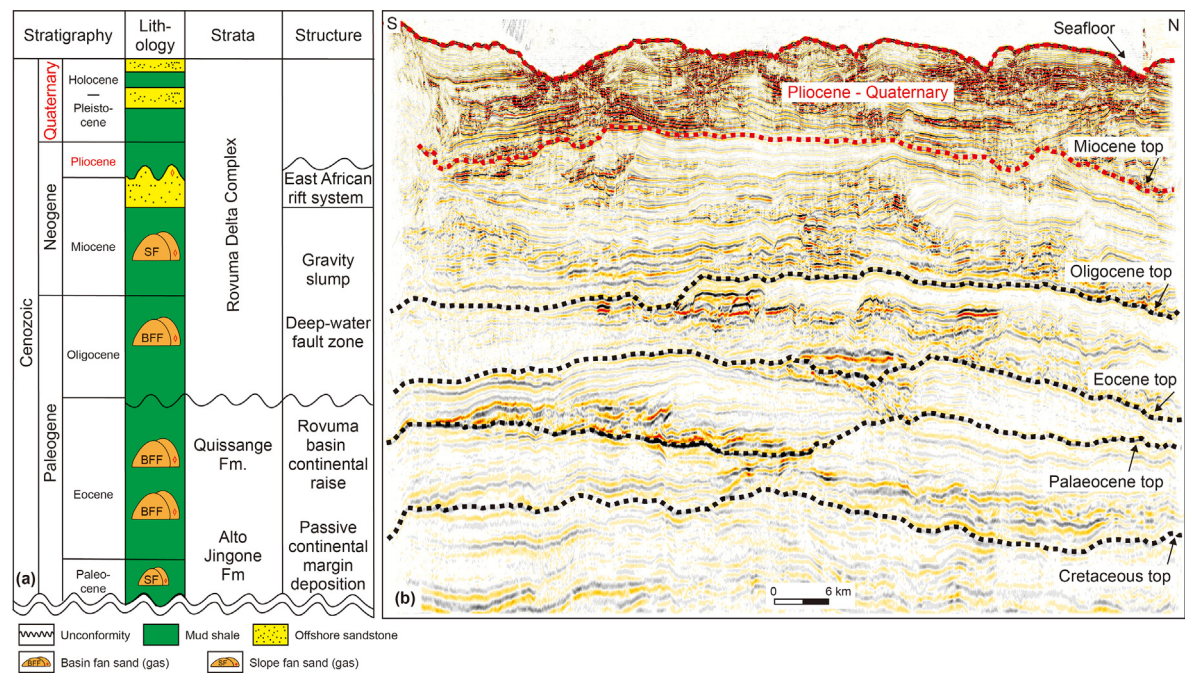 Stratigraphy
Lith-
ology
Strata
Structure
Cenozoic
Quaternary
Neogene
Paleogene
Holocene
—
Pleisto-
cene
Pliocene
Miocene
Oligocene
Eocene
Paleo-
cene
SF
BFF
BFF
BFF
SF
Rovuma Delta Complex
Quissange
Fm.
Alto
Jingone
Fm
East African
rift system
Gravity
slump
Deep-water
fault zone
Rovuma
basin
continental
raise
Passive
continental
margin
deposition
(a)
Unconformity
Mud shale
Offshore sandstone
BFF
Basin fan sand (gas)
SF
Slope fan sand (gas)
S
N
Seafloor
Pliocene - Quaternary
Miocene top
Oligocene top
Eocene top
Palaeocene top
Cretaceous top
0 6 km
(b)